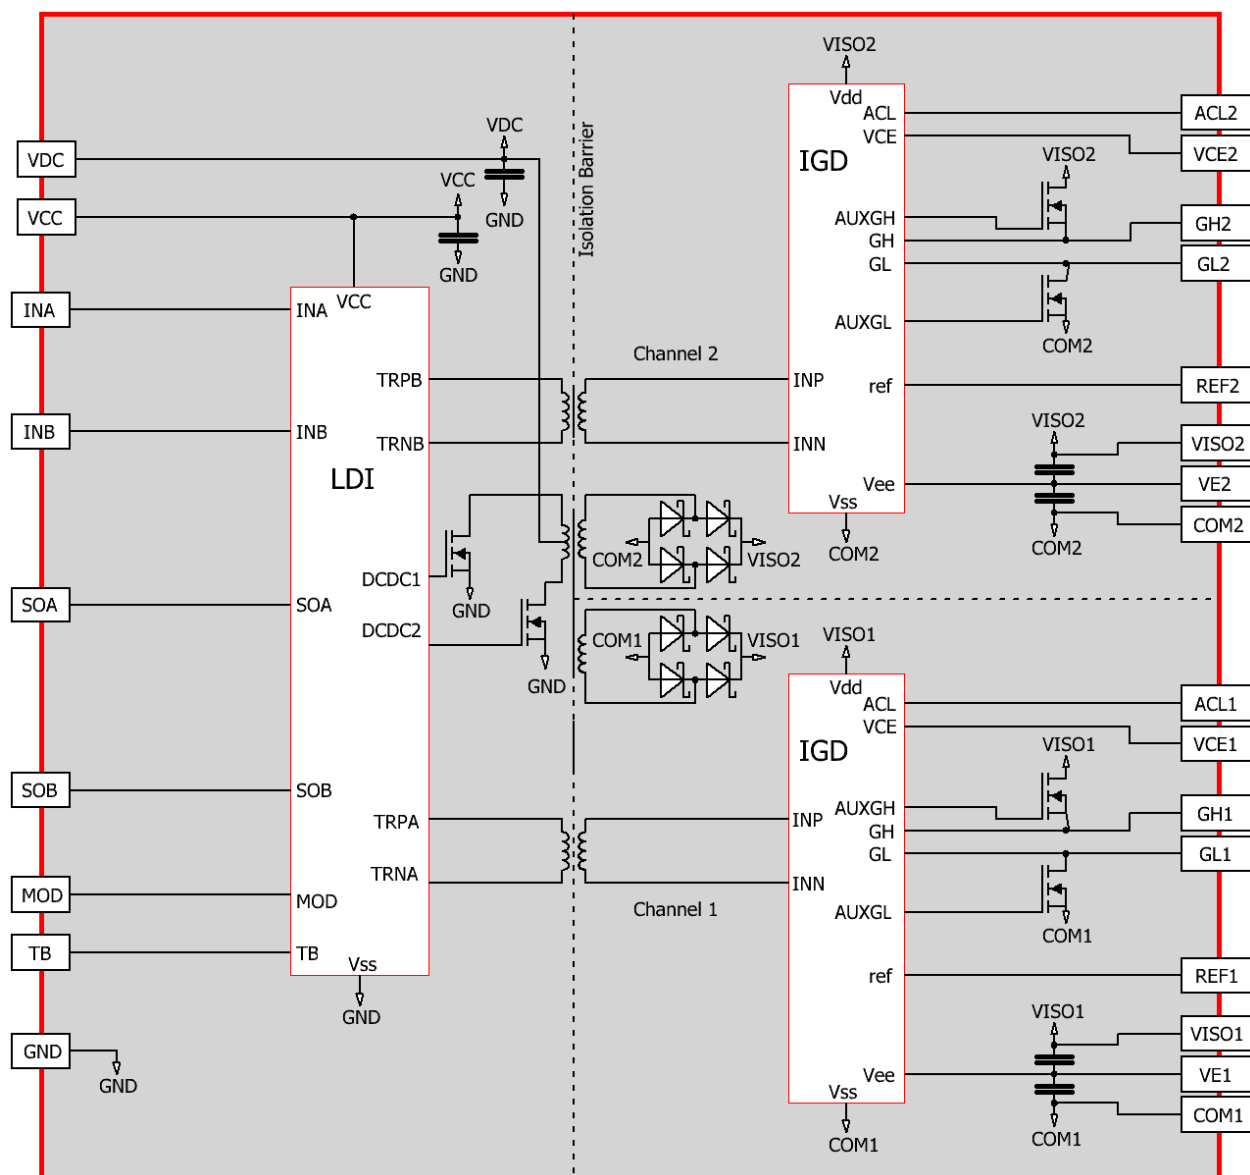 VISO2
Vdd
ACL
ACL2
VDC
VDC
VCE
VCE2
IGD
VISO2
Isolation Barrier
VCC
VCC
GND
AUXGH
GH
GH2
GL
GL2
GND
VCC
INA
INA
AUXGL
COM2
Channel 2
TRPB
INP
ref
REF2
INB
INB
TRNB
INN
VISO2
VISO2
LDI
Vee
VE2
Vss
COM2
COM2
COM2
COM2
VISO2
DCDC1
GND
SOA
SOA
DCDC2
COM1
VISO1
VISO1
GND
Vdd
ACL
ACL1
VCE
VCE1
IGD
VISO1
SOB
SOB
AUXGH
GH
GH1
TRPA
INP
GL
GL1
TRNA
INN
MOD
MOD
Channel 1
AUXGL
COM1
TB
TB
Vss
ref
REF1
GND
VISO1
VISO1
GND
GND
Vee
VE1
Vss
COM1
COM1
COM1